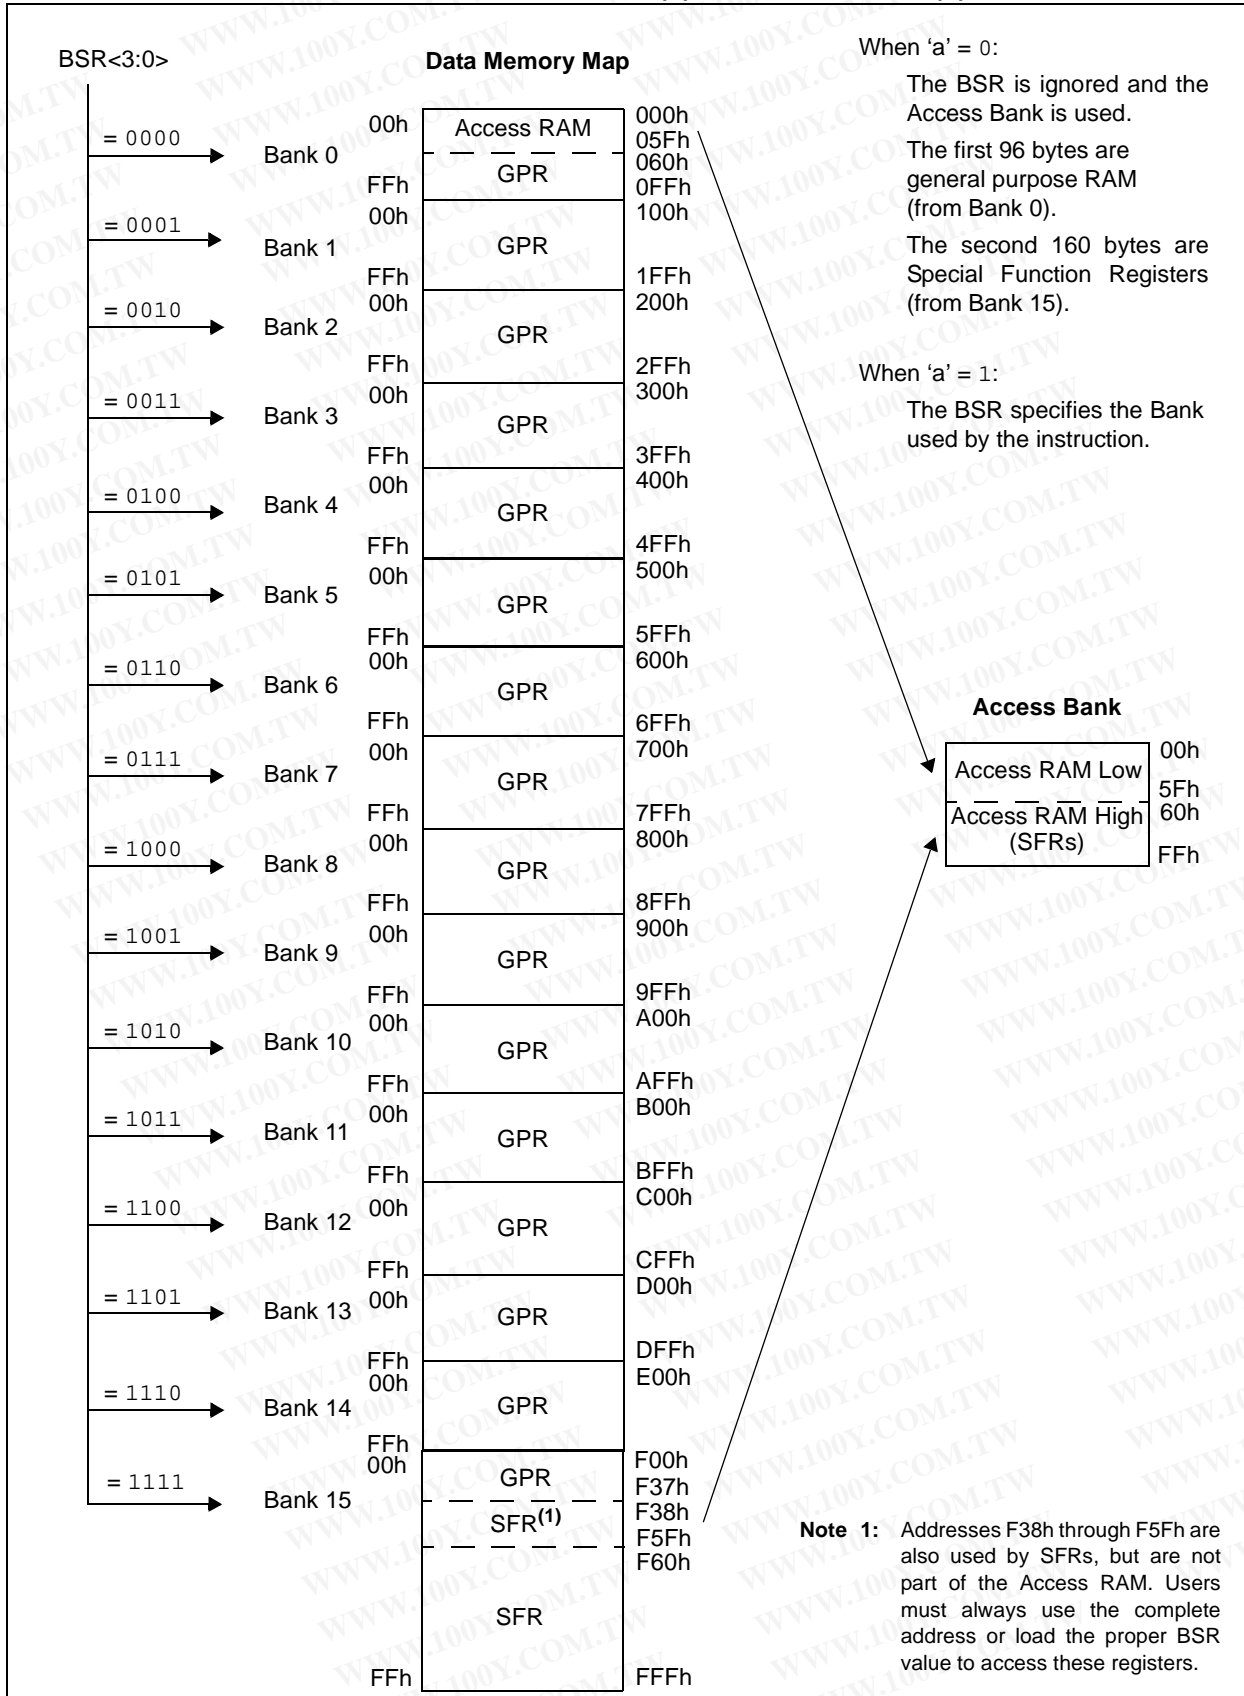 BSR<3:0>
Data Memory Map
When ‘a’ = 0:
The BSR is ignored and the
Access Bank is used.
The first 96 bytes are
general purpose RAM
(from Bank 0).
The second 160 bytes are
Special Function Registers
(from Bank 15).
When ‘a’ = 1:
The BSR specifies the Bank
used by the instruction.
= 0000
Bank 0
00h
Access RAM
000h
05Fh
060h
GPR
FFh
0FFh
= 0001
Bank 1
00h
GPR
100h
FFh
1FFh
= 0010
Bank 2
00h
GPR
200h
FFh
2FFh
= 0011
Bank 3
00h
GPR
300h
FFh
3FFh
= 0100
Bank 4
00h
GPR
400h
FFh
4FFh
= 0101
Bank 5
00h
GPR
500h
FFh
5FFh
= 0110
Bank 6
00h
GPR
600h
FFh
6FFh
= 0111
Bank 7
00h
GPR
700h
FFh
7FFh
= 1000
Bank 8
00h
GPR
800h
FFh
8FFh
= 1001
Bank 9
00h
GPR
900h
FFh
9FFh
= 1010
Bank 10
00h
GPR
A00h
FFh
AFFh
= 1011
Bank 11
00h
GPR
B00h
FFh
BFFh
= 1100
Bank 12
00h
GPR
C00h
FFh
CFFh
= 1101
Bank 13
00h
GPR
D00h
FFh
DFFh
= 1110
Bank 14
00h
GPR
E00h
FFh
= 1111
Bank 15
00h
GPR
F00h
F37h
SFR(1)
F38h
F5Fh
F60h
SFR
FFh
FFFh
Access Bank
Access RAM Low
00h
5Fh
Access RAM High
(SFRs)
60h
FFh
Note 1: Addresses F38h through F5Fh are
also used by SFRs, but are not
part of the Access RAM. Users
must always use the complete
address or load the proper BSR
value to access these registers.
WWW.100Y.COM.TW